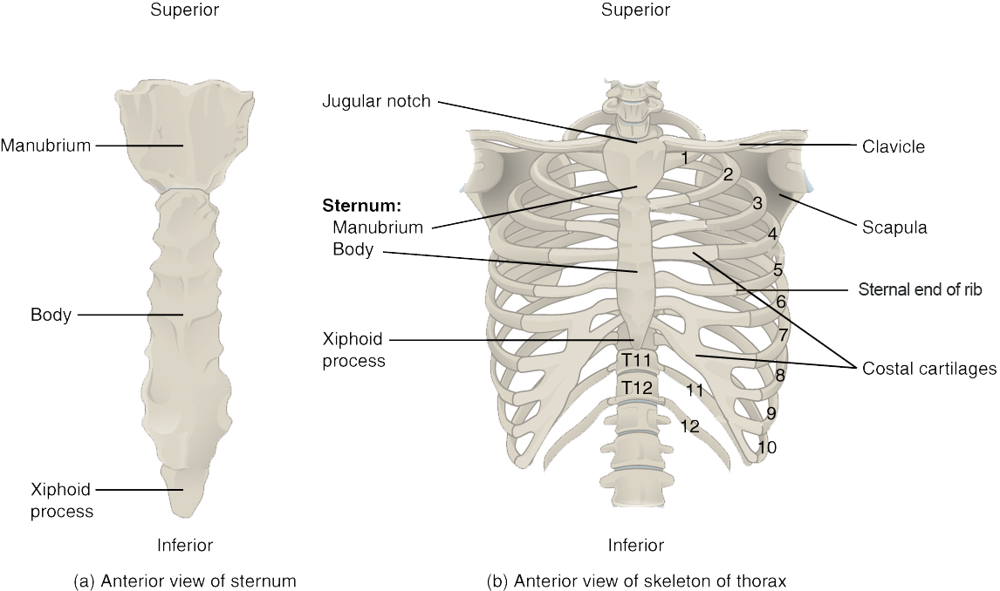 Superior
Manubrium
Body
Xiphoid
process
Inferior
(a) Anterior view of sternum
Superior
Jugular notch
Sternum:
Manubrium
Body
Xiphoid
process
1
2
3
4
5
6
7
8
9
10
11
12
T11
T12
Clavicle
Scapula
Sternal end of rib
Costal cartilages
Inferior
(b) Anterior view of skeleton of thorax